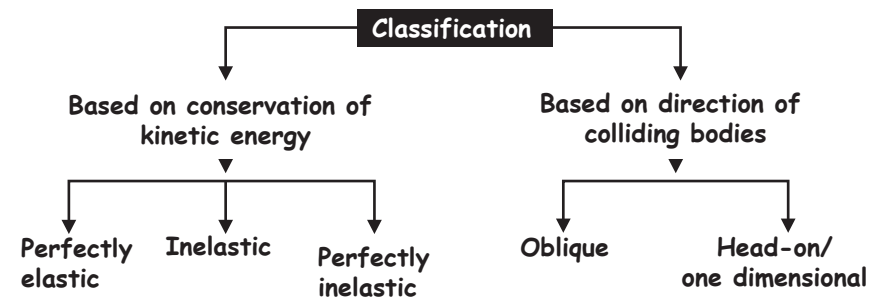 Classification
Based on conservation of
kinetic energy
Based on direction of
colliding bodies
Perfectly
elastic
Inelastic
Perfectly
inelastic
Oblique
Head-on/
one dimensional